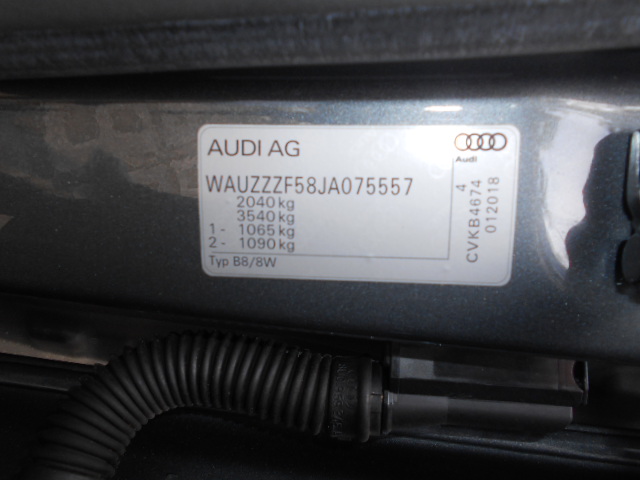 AUDI AG
Audi
WAUZZZF58JA075557
2040 kg
3540 kg
1 - 1065 kg
2 - 1090 kg
Typ B8/8W
4
CVKB4674
012018